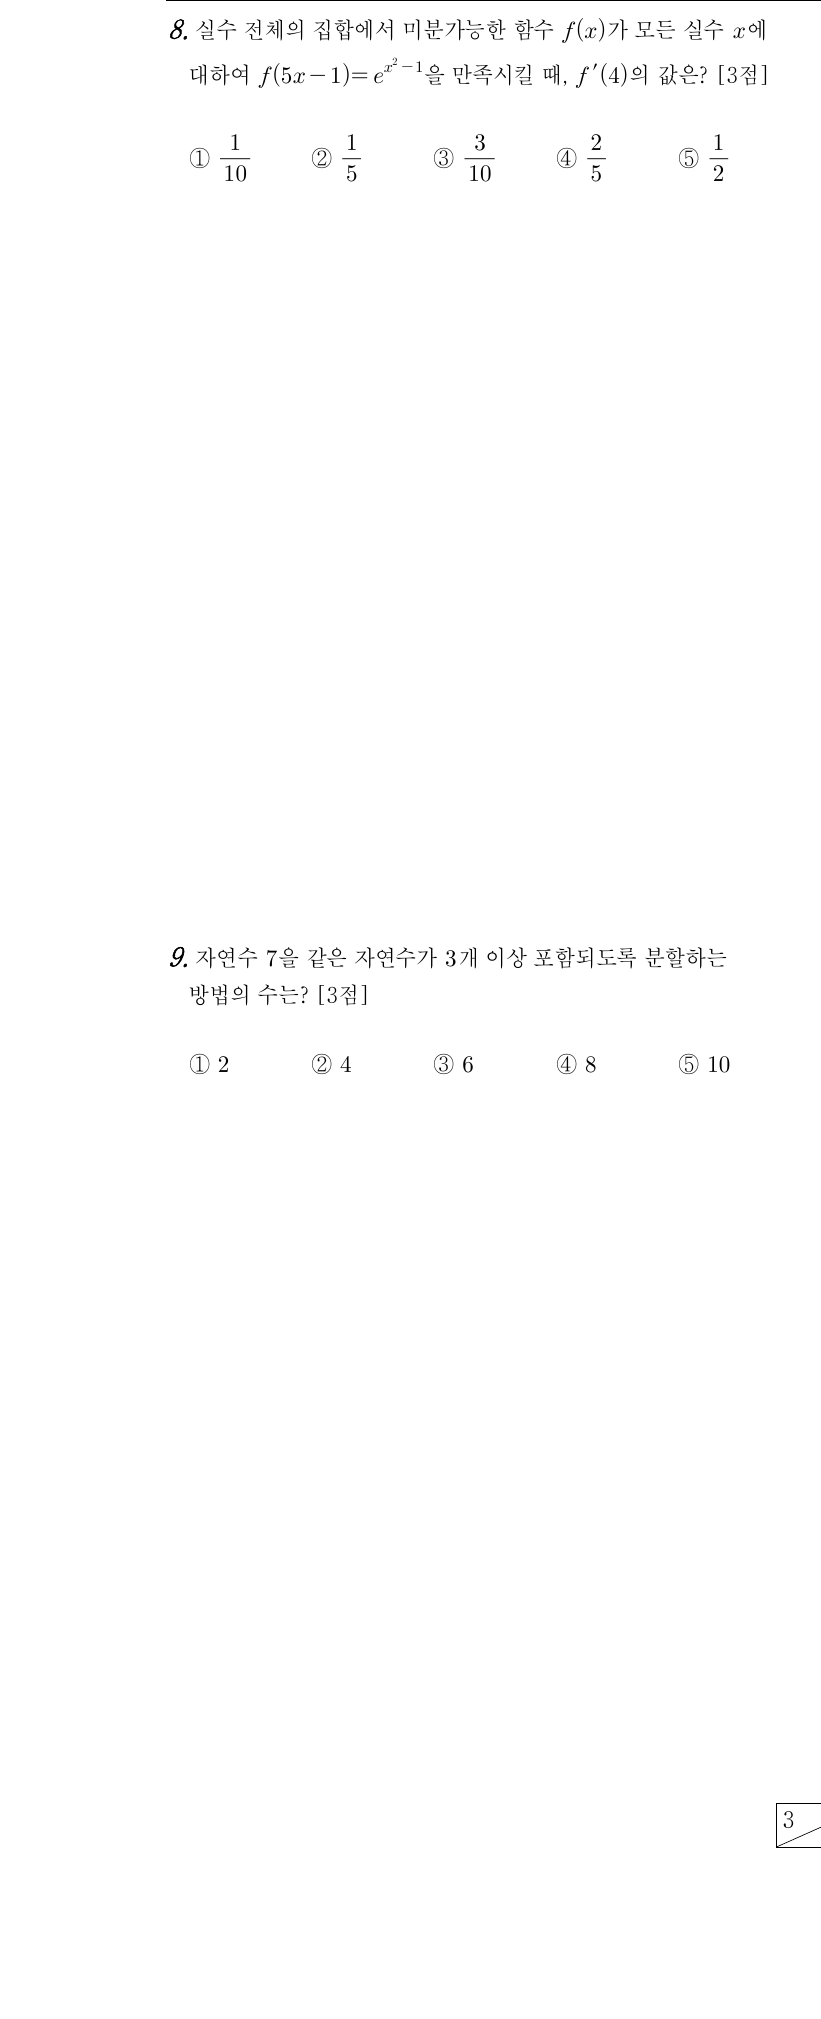 8. 실수 전체의 집합에서 미분가능한 함수 f(x)가 모든 실수 x에
대하여 f(5x-1)=e^{x^2-1}을 만족시킬 때, f'(4)의 값은? [3점]
① 1/10 ② 1/5 ③ 3/10 ④ 2/5 ⑤ 1/2
9. 자연수 7을 같은 자연수가 3개 이상 포함되도록 분할하는
방법의 수는? [3점]
① 2 ② 4 ③ 6 ④ 8 ⑤ 10
3